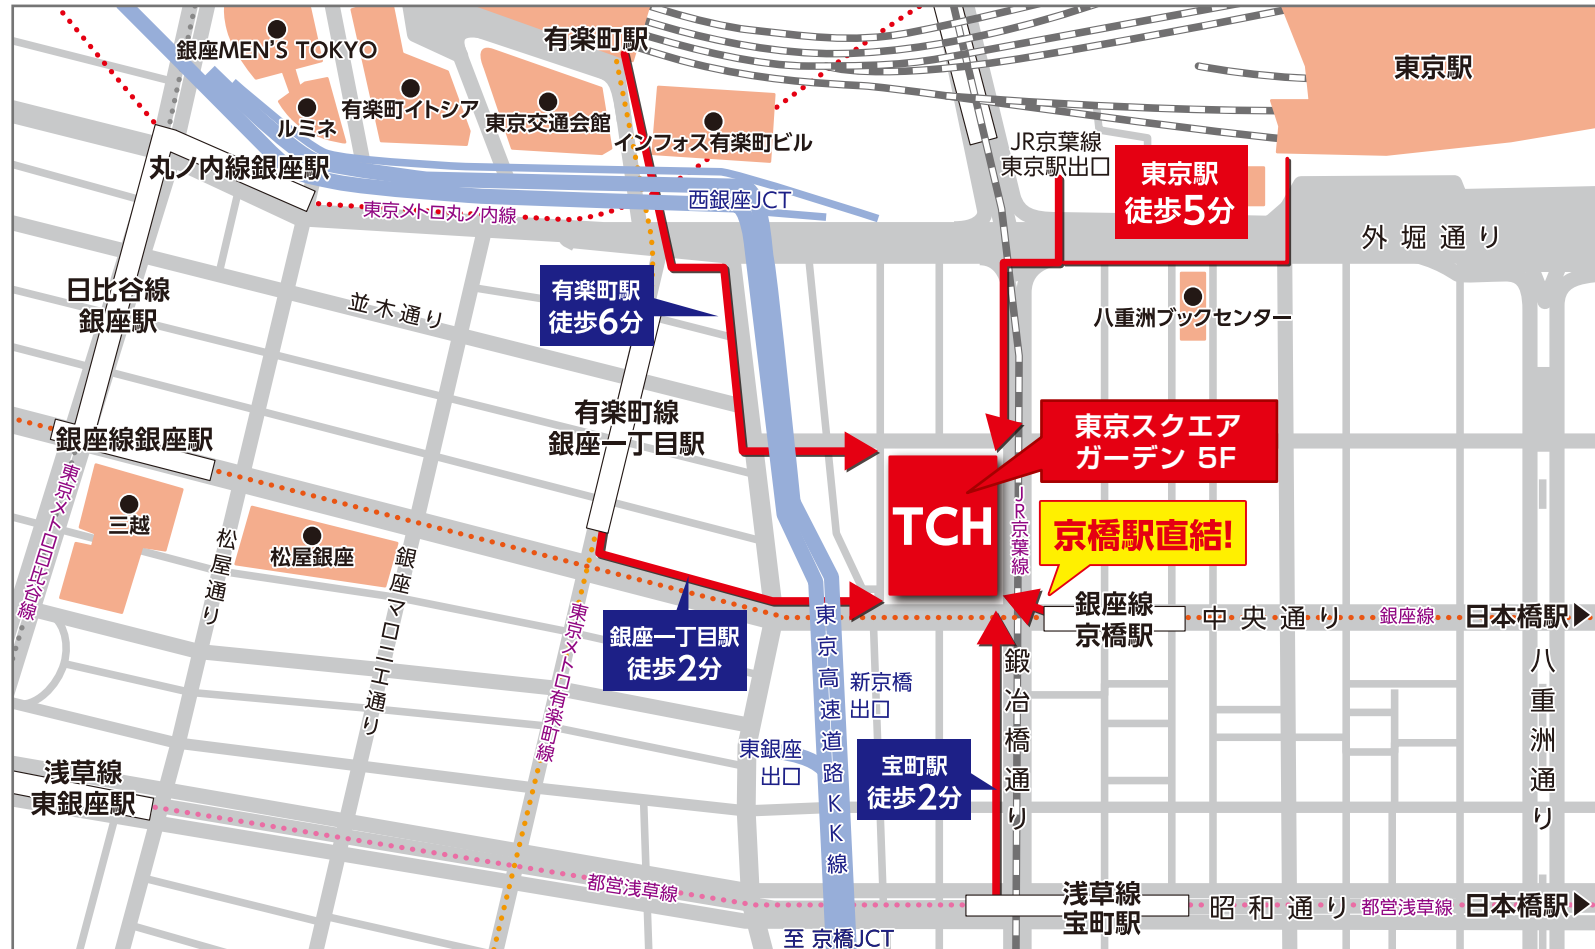 銀座MEN'S TOKYO
有楽町駅
東京駅
有楽町イトシア
ルミネ
東京交通会館
インフォス有楽町ビル
JR京葉線
東京駅出口
東京駅
徒歩5分
丸ノ内線銀座駅
東京メトロ丸ノ内線
西銀座JCT
外堀通り
日比谷線
銀座駅
並木通り
有楽町駅
徒歩6分
八重洲ブックセンター
有楽町線
銀座一丁目駅
東京スクエア
ガーデン 5F
銀座線銀座駅
東京メトロ日比谷線
三越
松屋通り
松屋銀座
銀座マロニエ通り
TCH
JR京葉線
京橋駅直結!
東京メトロ有楽町線
銀座一丁目駅
徒歩2分
東京高速道路KK線
銀座線
京橋駅
中央通り
銀座線
日本橋駅▶
新京橋
出口
鍛冶橋通り
八重洲通り
東銀座
出口
宝町駅
徒歩2分
浅草線
東銀座駅
都営浅草線
浅草線
宝町駅
昭和通り
都営浅草線
日本橋駅▶
至 京橋JCT